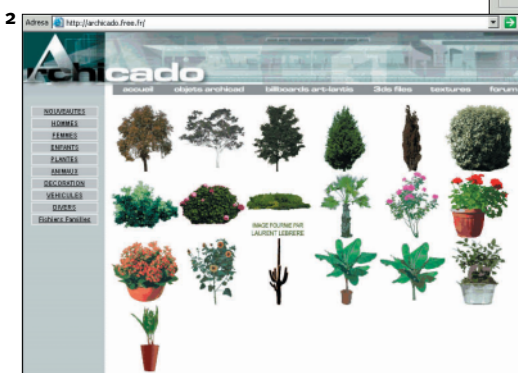 2
Adresa http://archicado.free.fr/
Archicado
accueil objets archicad billboards art-lantis 3ds files textures forum
NOUVEAUTES
HOMMES
FEMMES
ENFANTS
PLANTES
ANIMAUX
DECORATION
VEHICULES
DIVERS
Fichiers Familles
IMAGE FOURNIE PAR
LAURENT LEBRERE